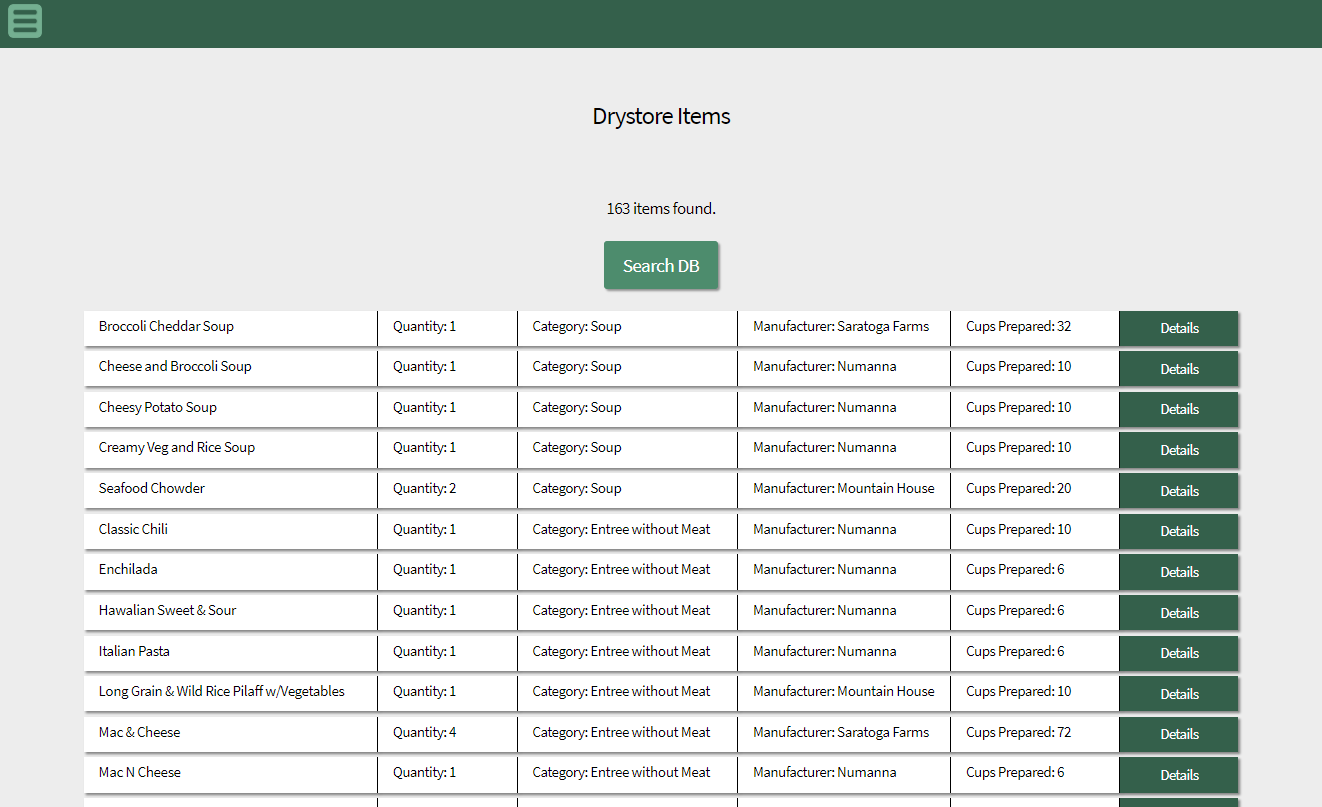 Drystore Items
163 items found.
Search DB
Broccoli Cheddar Soup Quantity: 1 Category: Soup Manufacturer: Saratoga Farms Cups Prepared: 32 Details
Cheese and Broccoli Soup Quantity: 1 Category: Soup Manufacturer: Numanna Cups Prepared: 10 Details
Cheesy Potato Soup Quantity: 1 Category: Soup Manufacturer: Numanna Cups Prepared: 10 Details
Creamy Veg and Rice Soup Quantity: 1 Category: Soup Manufacturer: Numanna Cups Prepared: 10 Details
Seafood Chowder Quantity: 2 Category: Soup Manufacturer: Mountain House Cups Prepared: 20 Details
Classic Chili Quantity: 1 Category: Entree without Meat Manufacturer: Numanna Cups Prepared: 10 Details
Enchilada Quantity: 1 Category: Entree without Meat Manufacturer: Numanna Cups Prepared: 6 Details
Hawalian Sweet & Sour Quantity: 1 Category: Entree without Meat Manufacturer: Numanna Cups Prepared: 6 Details
Italian Pasta Quantity: 1 Category: Entree without Meat Manufacturer: Numanna Cups Prepared: 6 Details
Long Grain & Wild Rice Pilaff w/Vegetables Quantity: 1 Category: Entree without Meat Manufacturer: Mountain House Cups Prepared: 10 Details
Mac & Cheese Quantity: 4 Category: Entree without Meat Manufacturer: Saratoga Farms Cups Prepared: 72 Details
Mac N Cheese Quantity: 1 Category: Entree without Meat Manufacturer: Numanna Cups Prepared: 6 Details